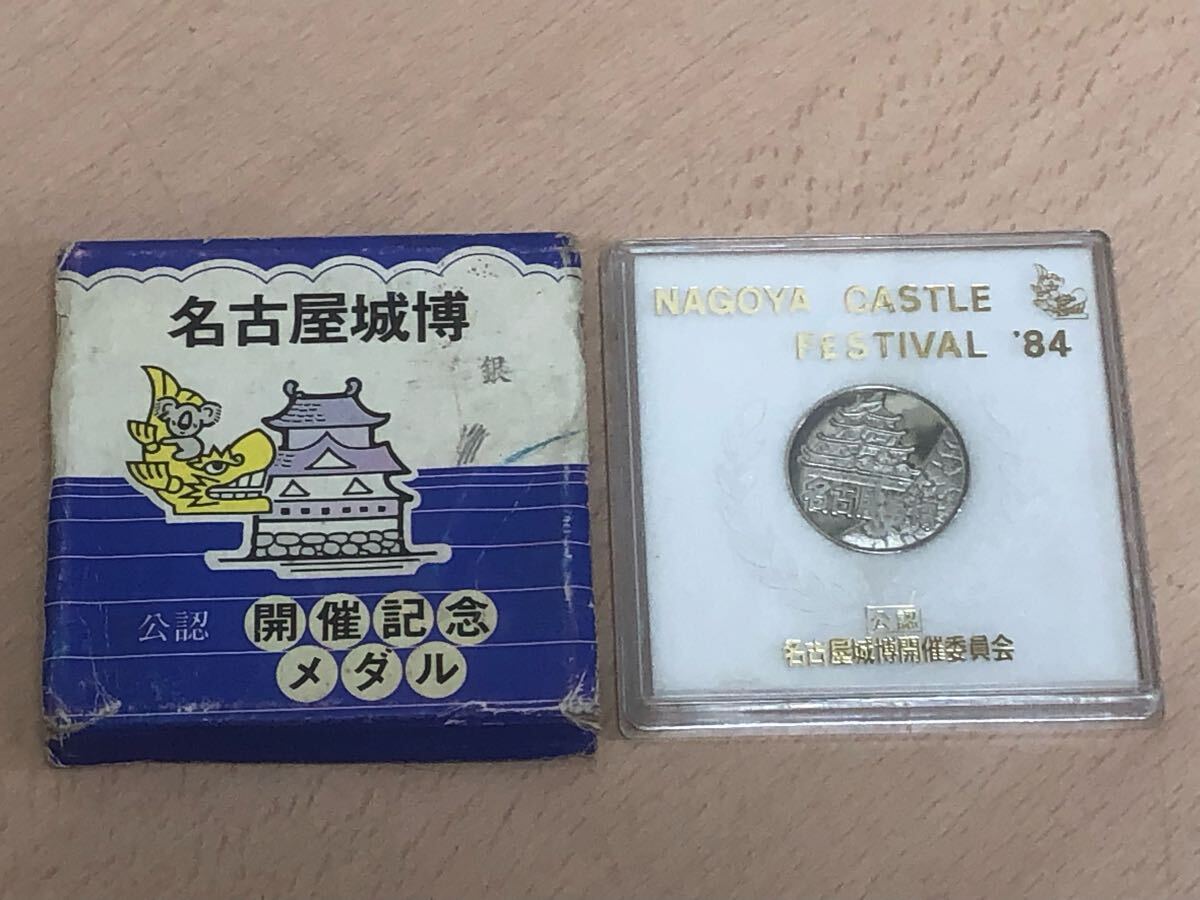 名古屋城博
銀
公認 開催記念
メダル
NAGOYA CASTLE
FESTIVAL '84
名古屋城博
公認
名古屋城博開催委員会